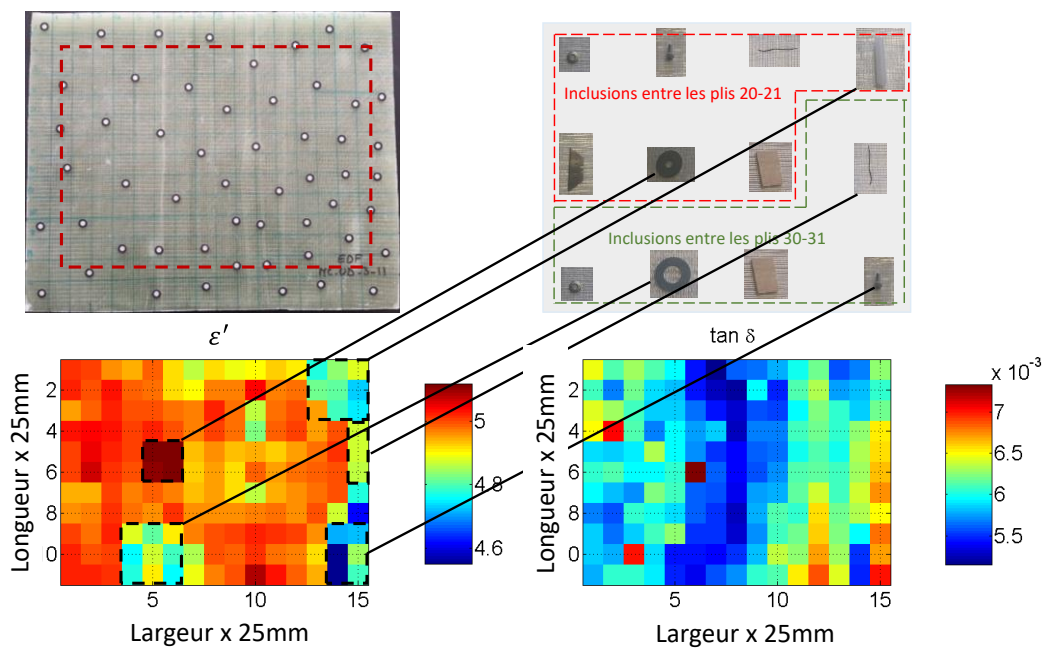 EDF
Inclusions entre les plis 20-21
Inclusions entre les plis 30-31
ε′
tan δ
Longueur x 25mm
2
4
6
8
0
5
10
15
Largeur x 25mm
5
4.8
4.6
Longueur x 25mm
2
4
6
8
0
5
10
15
Largeur x 25mm
x 10⁻³
7
6.5
6
5.5